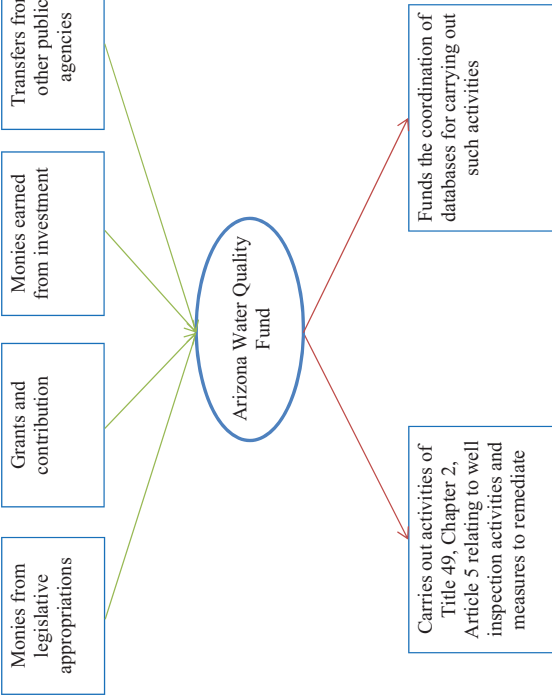 Monies from
legislative
appropriations
Grants and
contribution
Monies earned
from investment
Transfers from
other public
agencies
Arizona Water Quality
Fund
Carries out activities of
Title 49, Chapter 2,
Article 5 relating to well
inspection activities and
measures to remediate
Funds the coordination of
databases for carrying out
such activities